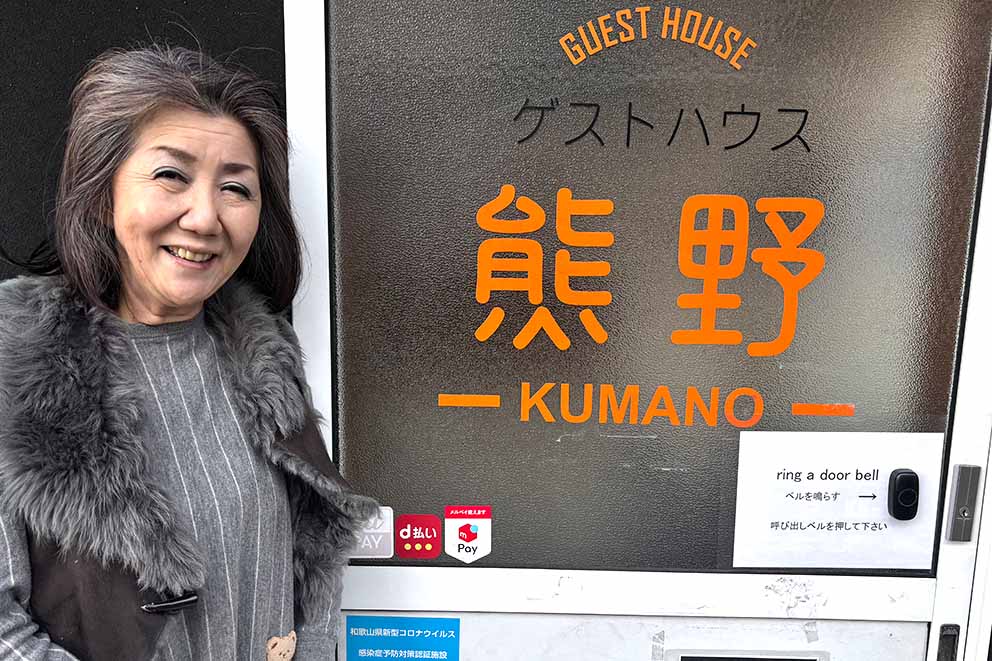 GUEST HOUSE
ゲストハウス
熊野
KUMANO
ring a door bell
ベルを鳴らす →
呼び出しベルを押して下さい
PAY
d払い
メルペイ使えます
m
Pay
和歌山県新型コロナウイルス
感染症予防対策認証施設